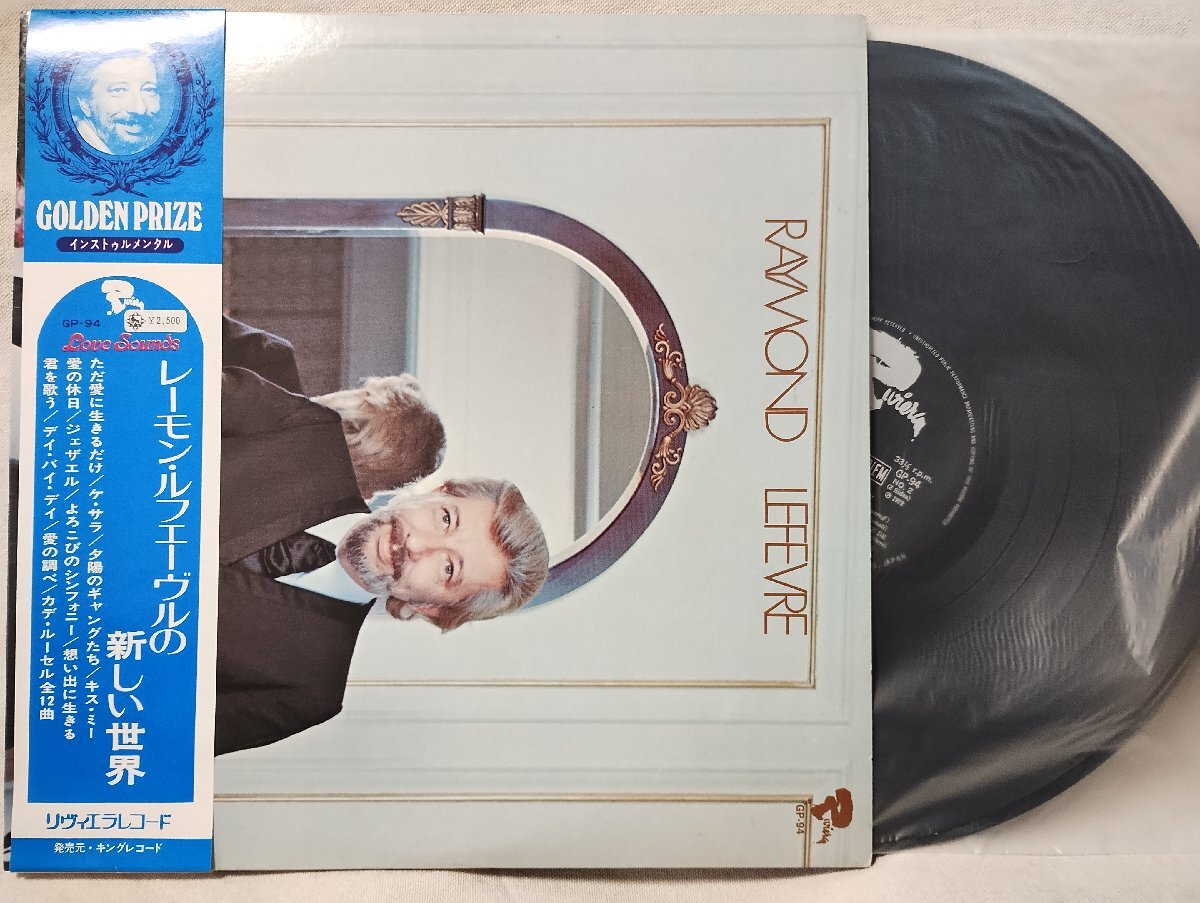 GOLDEN PRIZE
インストゥルメンタル
Riviera
GP-94
¥2,500
Love Sounds
レーモン・ルフェーヴルの
新しい世界
ただ愛に生きるだけ/ケ・サラ/夕陽のギャングたち/キス・ミー
愛の休日/ジェザエル/よろこびのシンフォニー/想い出に生きる
君を歌う/デイ・バイ・デイ/愛の調べ/カデ・ルーセル全12曲
リヴィエラレコード
発売元・キングレコード
RAYMOND LEFEVRE
Riviera
GP-94
Riviera
33⅓ r.p.m.
GP-94
NO. 2